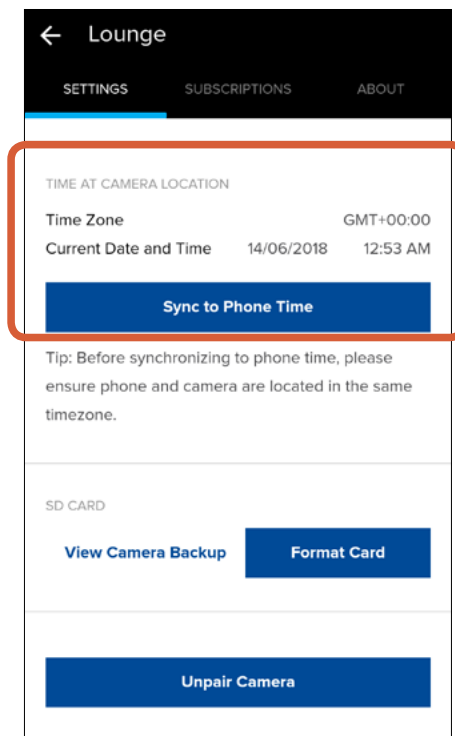 Lounge
SETTINGS SUBSCRIPTIONS ABOUT
TIME AT CAMERA LOCATION
Time Zone GMT+00:00
Current Date and Time 14/06/2018 12:53 AM
Sync to Phone Time
Tip: Before synchronizing to phone time, please
ensure phone and camera are located in the same
timezone.
SD CARD
View Camera Backup Format Card
Unpair Camera